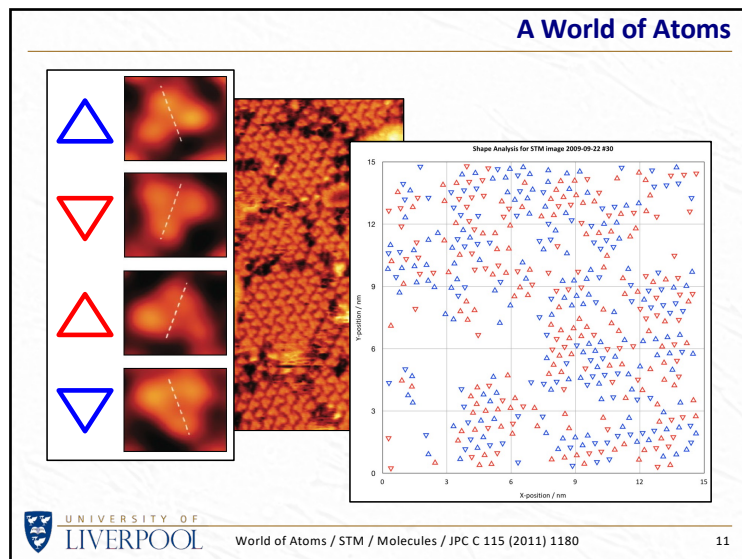 A World of Atoms
Shape Analysis for STM image 2009-09-22 #30
15
12
9
6
3
0
Y-position / nm
0 3 6 9 12 15
X-position / nm
UNIVERSITY OF
LIVERPOOL
World of Atoms / STM / Molecules / JPC C 115 (2011) 1180
11